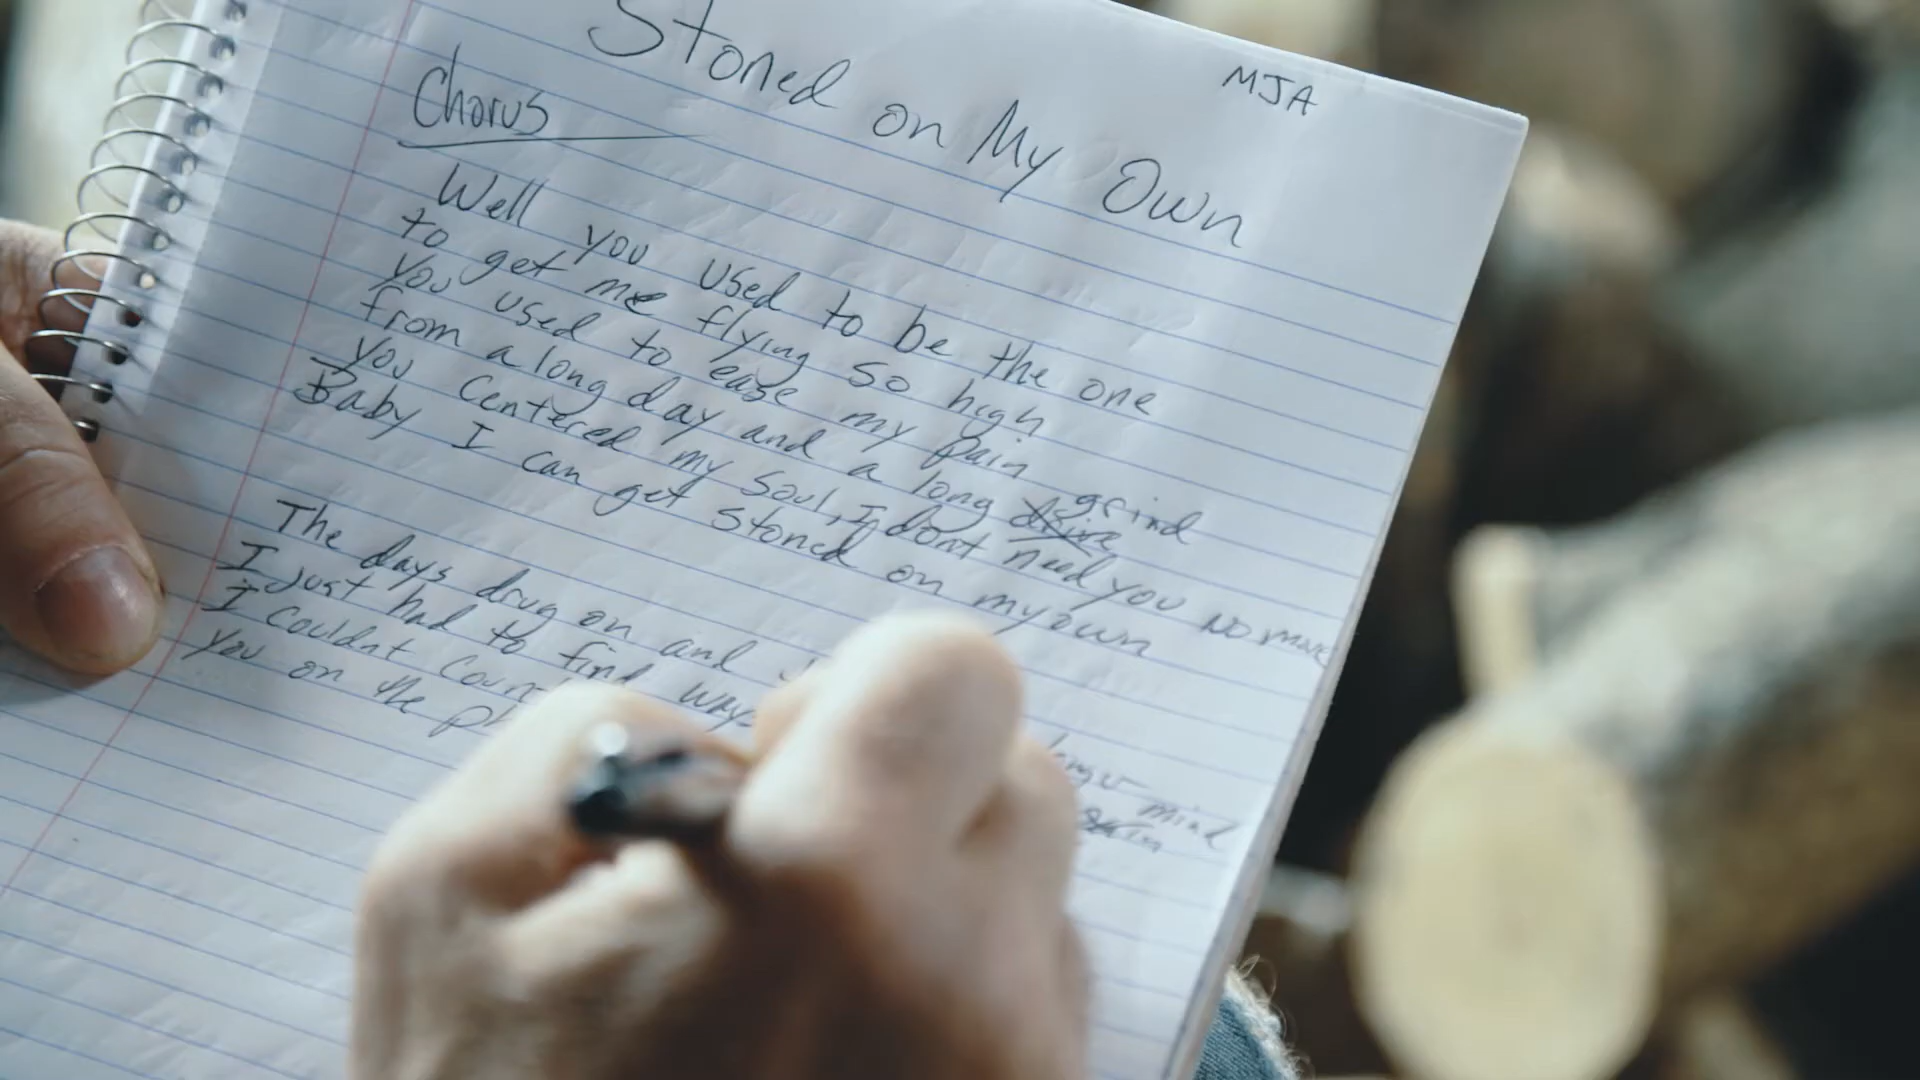 Stoned on My Own
MJA
Chorus
Well you used to be the one
to get me flying so high
You used to ease my pain
from a long day and a long grind
you centered my soul, I dont need you no more
Baby I can get stoned on my own
The days drug on and
I just had to find ways
I couldnt
you on the
mind